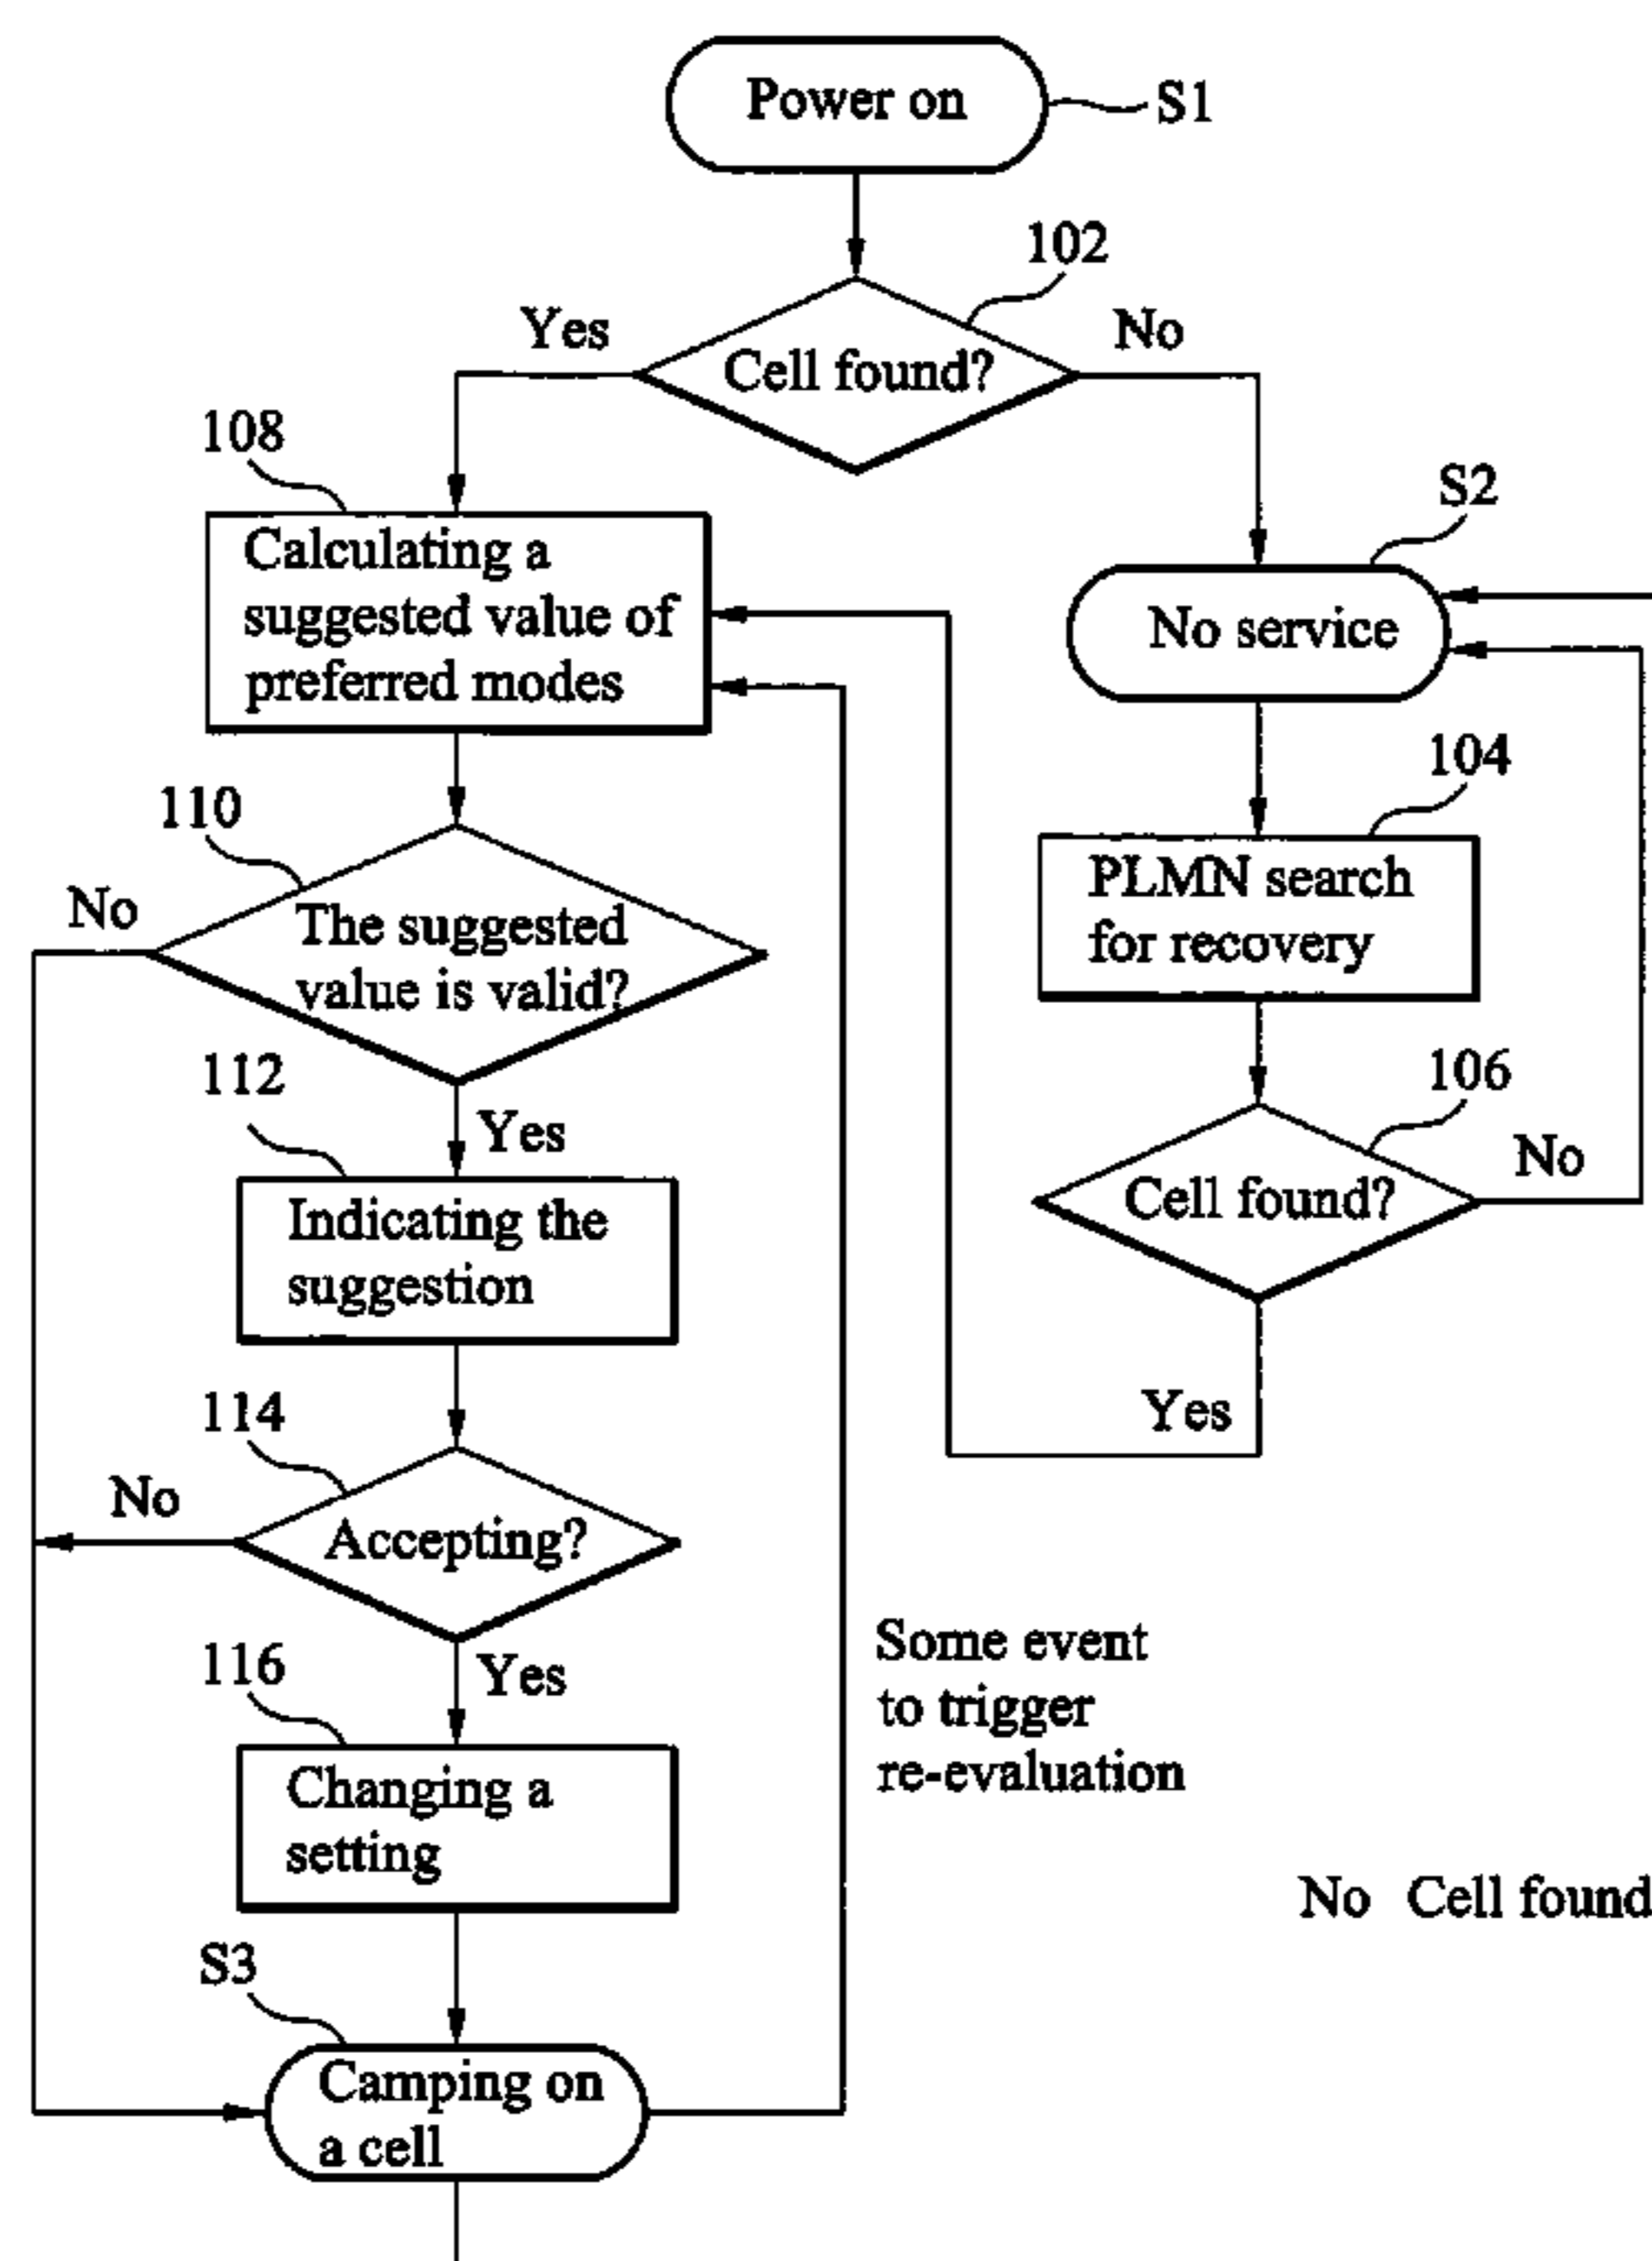 Power on
S1
102
Yes
No
Cell found?
108
S2
Calculating a
suggested value of
preferred modes
No service
104
110
PLMN search
for recovery
No
The suggested
value is valid?
106
112
Yes
No
Cell found?
Indicating the
suggestion
Yes
114
No
Accepting?
Some event
to trigger
re-evaluation
116
Yes
Changing a
setting
No Cell found
S3
Camping on
a cell